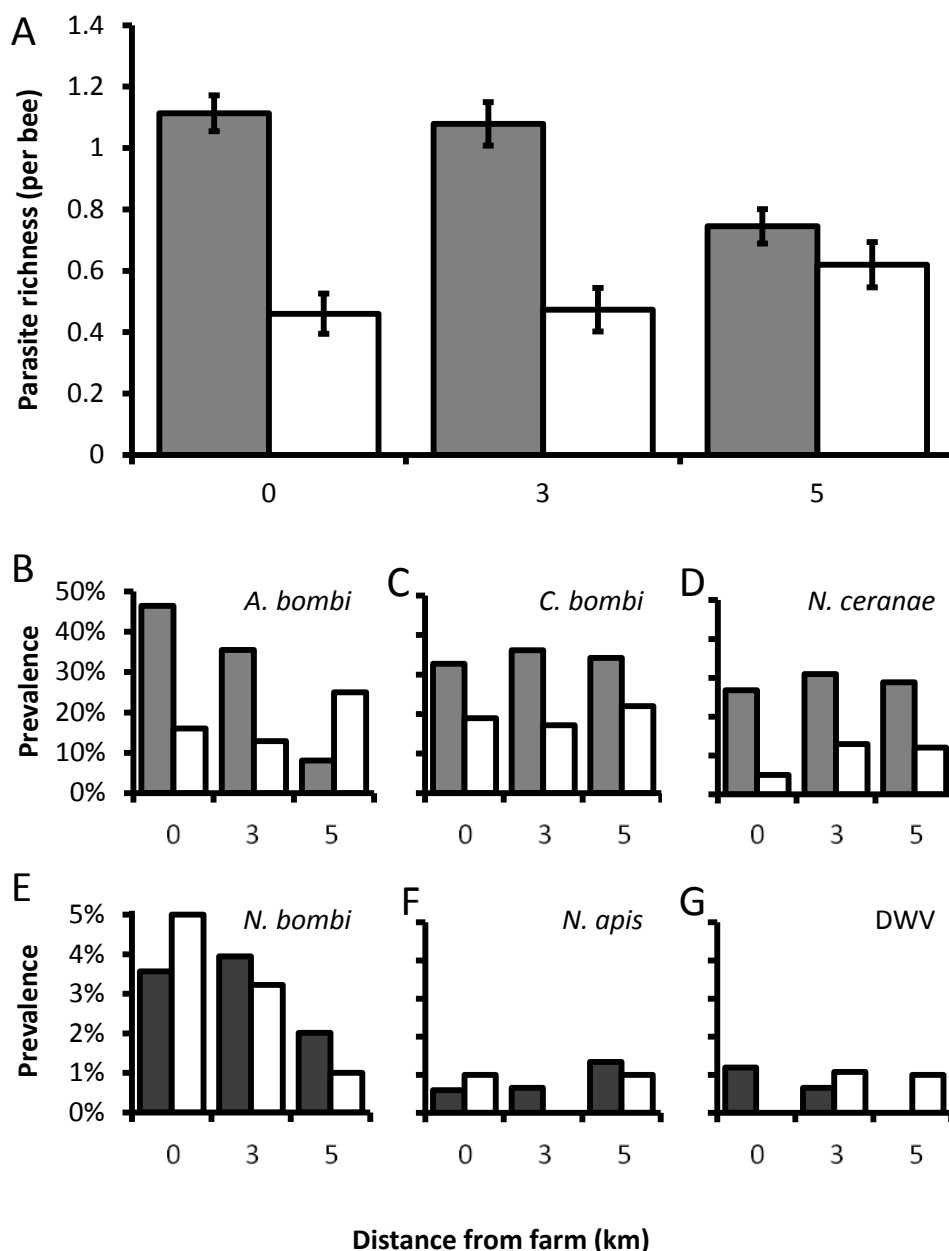 A
Parasite richness (per bee)
1.4
1.2
1
0.8
0.6
0.4
0.2
0
0 3 5
B
A. bombi
C
C. bombi
D
N. ceranae
Prevalence
50%
40%
30%
20%
10%
0%
0 3 5
0 3 5
0 3 5
E
N. bombi
F
N. apis
G
DWV
Prevalence
5%
4%
3%
2%
1%
0%
0 3 5
0 3 5
0 3 5
Distance from farm (km)